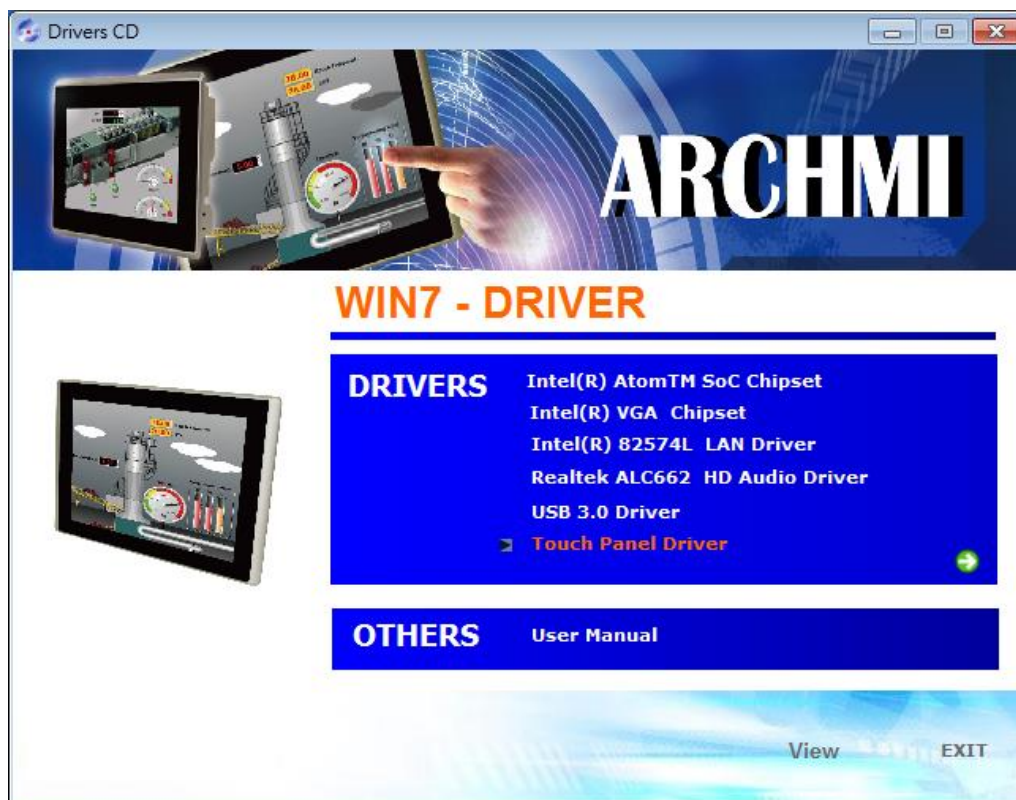 Drivers CD
ARCHMI
WIN7 - DRIVER
DRIVERS
Intel(R) AtomTM SoC Chipset
Intel(R) VGA Chipset
Intel(R) 82574L LAN Driver
Realtek ALC662 HD Audio Driver
USB 3.0 Driver
Touch Panel Driver
OTHERS
User Manual
View
EXIT